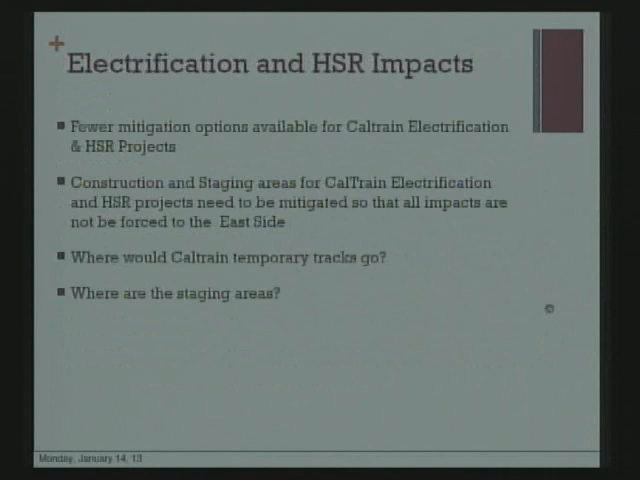 +
Electrification and HSR Impacts
Fewer mitigation options available for Caltrain Electrification
& HSR Projects
Construction and Staging areas for CalTrain Electrification
and HSR projects need to be mitigated so that all impacts are
not be forced to the East Side
Where would Caltrain temporary tracks go?
Where are the staging areas?
Monday, January 14, 13